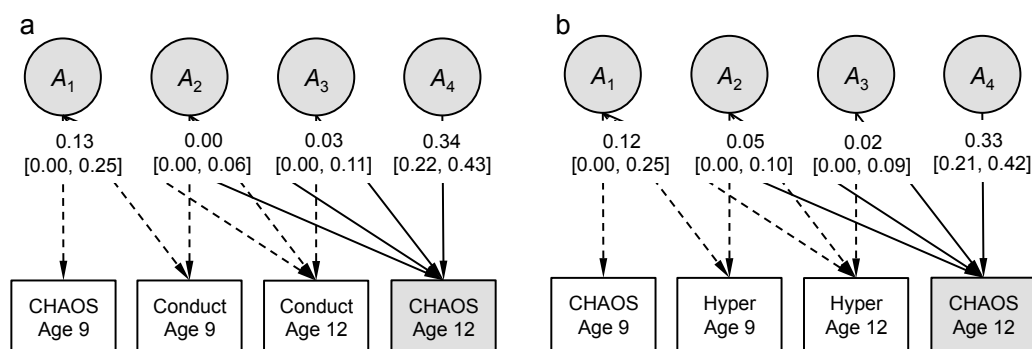 a
A1 A2 A3 A4
0.13 0.00 0.03 0.34
[0.00, 0.25] [0.00, 0.06] [0.00, 0.11] [0.22, 0.43]
CHAOS Conduct Conduct CHAOS
Age 9 Age 9 Age 12 Age 12
b
A1 A2 A3 A4
0.12 0.05 0.02 0.33
[0.00, 0.25] [0.00, 0.10] [0.00, 0.09] [0.21, 0.42]
CHAOS Hyper Hyper CHAOS
Age 9 Age 9 Age 12 Age 12